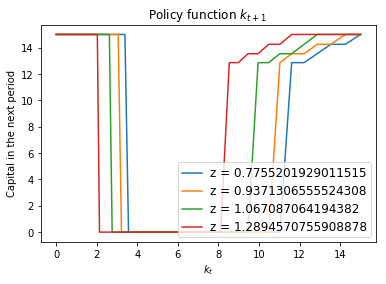 Policy function $k_{t+1}$
Capital in the next period
14
12
10
8
6
4
2
0
z = 0.7755201929011515
z = 0.9371306555524308
z = 1.067087064194382
z = 1.2894570755908878
0 2 4 6 8 10 12 14
$k_t$